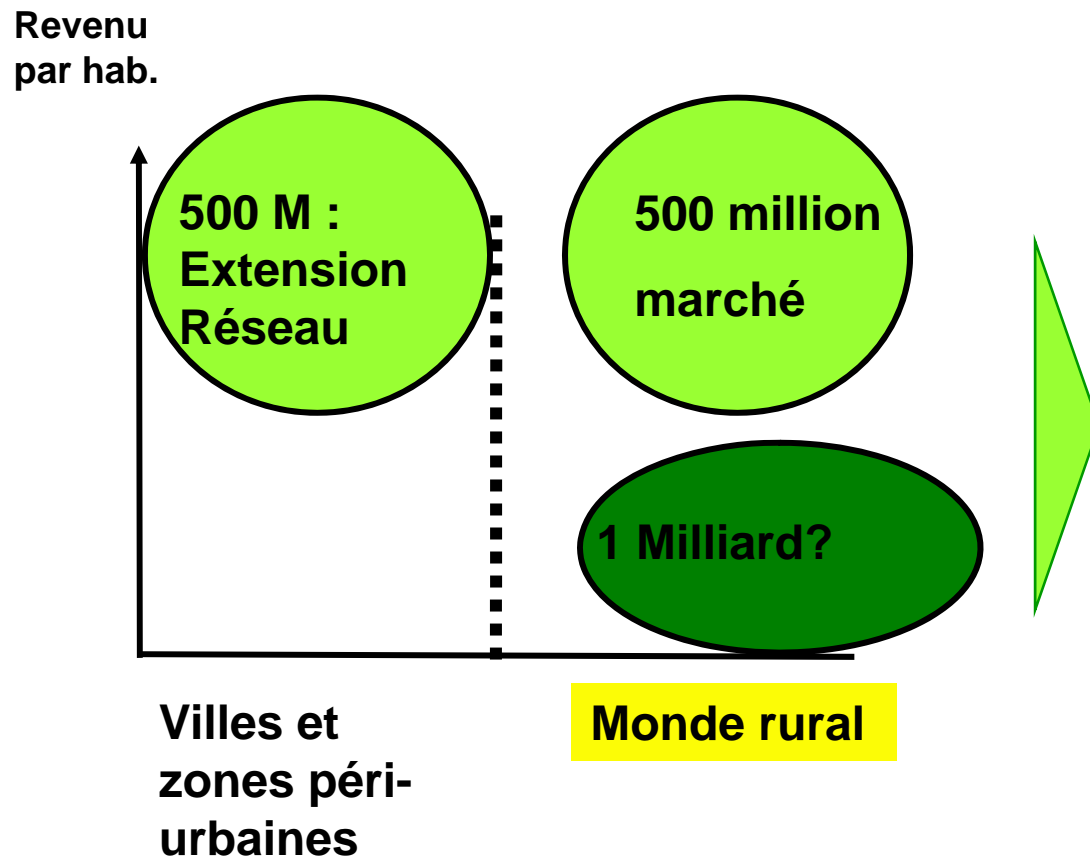 Revenu
par hab.
500 M :
Extension
Réseau
500 million
marché
1 Milliard?
Villes et
zones péri-
urbaines
Monde rural